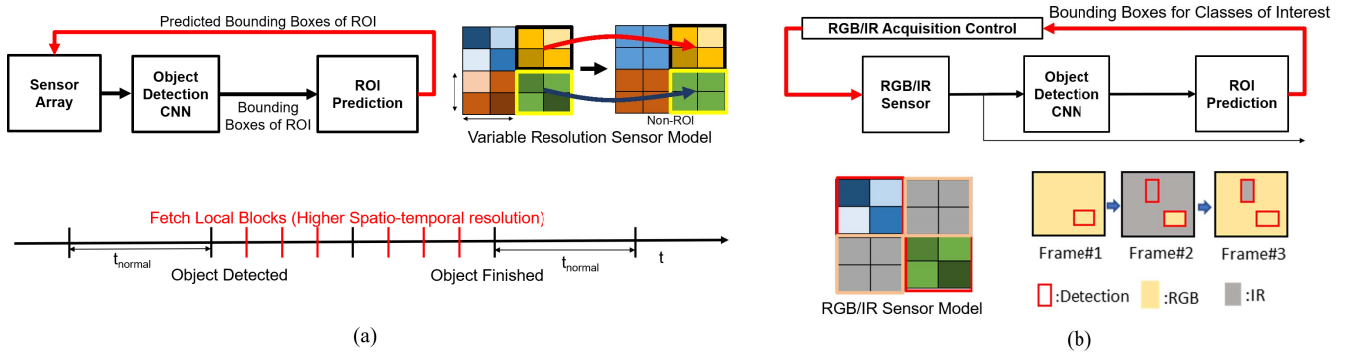 Predicted Bounding Boxes of ROI
Sensor
Array
Object
Detection
CNN
Bounding
Boxes of ROI
ROI
Prediction
Non-ROI
Variable Resolution Sensor Model
Fetch Local Blocks (Higher Spatio-temporal resolution)
tnormal
Object Detected
Object Finished
tnormal
t
(a)
Bounding Boxes for Classes of Interest
RGB/IR Acquisition Control
RGB/IR
Sensor
Object
Detection
CNN
ROI
Prediction
RGB/IR Sensor Model
Frame#1
Frame#2
Frame#3
:Detection
:RGB
:IR
(b)